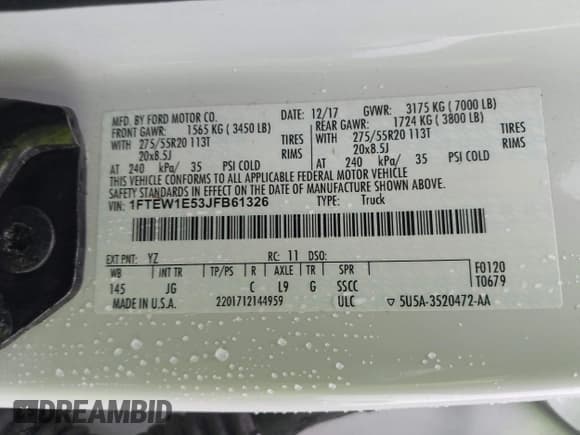 MFD. BY FORD MOTOR CO. 12/17 GVWR: 3175 KG ( 7000 LB)
FRONT GAWR: 1565 KG ( 3450 LB) REAR GAWR: 1724 KG ( 3800 LB)
WITH 275/55R20 113T TIRES WITH 275/55R20 113T TIRES
20x8.5J RIMS 20x8.5J RIMS
AT 240 kPa/ 35 PSI COLD AT 240 kPa/ 35 PSI COLD
THIS VEHICLE CONFORMS TO ALL APPLICABLE FEDERAL MOTOR VEHICLE
SAFETY STANDARDS IN EFFECT ON THE DATE OF MANUFACTURE SHOWN ABOVE.
VIN: 1FTEW1E53JFB61326 TYPE: Truck
EXT PNT: YZ RC: 11 DSO:
WB INT TR TP/PS R AXLE TR SPR F0120
145 JG C L9 G SSCC T0679
MADE IN U.S.A. 2201712144959 ULC ▽ 5U5A-3520472-AA
DREAMBID